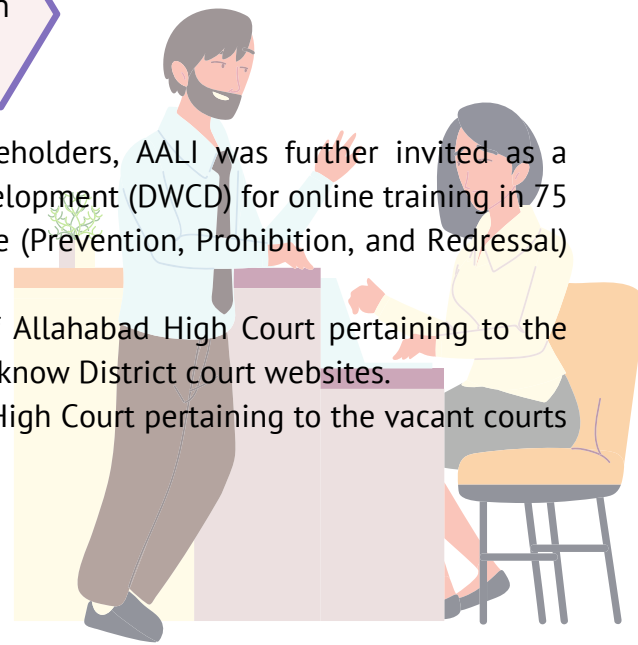 eholders, AALI was further invited as a
elopment (DWCD) for online training in 75
e (Prevention, Prohibition, and Redressal)
Allahabad High Court pertaining to the
know District court websites.
High Court pertaining to the vacant courts